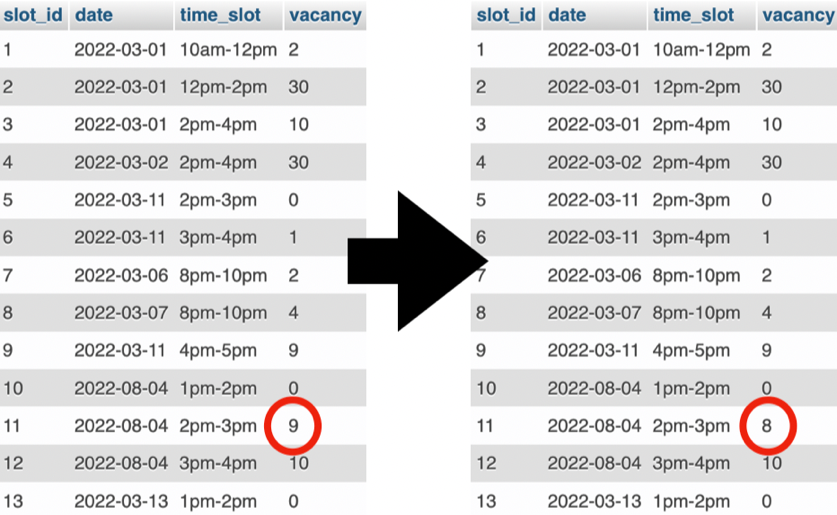 slot_id date time_slot vacancy
1 2022-03-01 10am-12pm 2
2 2022-03-01 12pm-2pm 30
3 2022-03-01 2pm-4pm 10
4 2022-03-02 2pm-4pm 30
5 2022-03-11 2pm-3pm 0
6 2022-03-11 3pm-4pm 1
7 2022-03-06 8pm-10pm 2
8 2022-03-07 8pm-10pm 4
9 2022-03-11 4pm-5pm 9
10 2022-08-04 1pm-2pm 0
11 2022-08-04 2pm-3pm 9
12 2022-08-04 3pm-4pm 10
13 2022-03-13 1pm-2pm 0
slot_id date time_slot vacancy
1 2022-03-01 10am-12pm 2
2 2022-03-01 12pm-2pm 30
3 2022-03-01 2pm-4pm 10
4 2022-03-02 2pm-4pm 30
5 2022-03-11 2pm-3pm 0
6 2022-03-11 3pm-4pm 1
7 2022-03-06 8pm-10pm 2
8 2022-03-07 8pm-10pm 4
9 2022-03-11 4pm-5pm 9
10 2022-08-04 1pm-2pm 0
11 2022-08-04 2pm-3pm 8
12 2022-08-04 3pm-4pm 10
13 2022-03-13 1pm-2pm 0